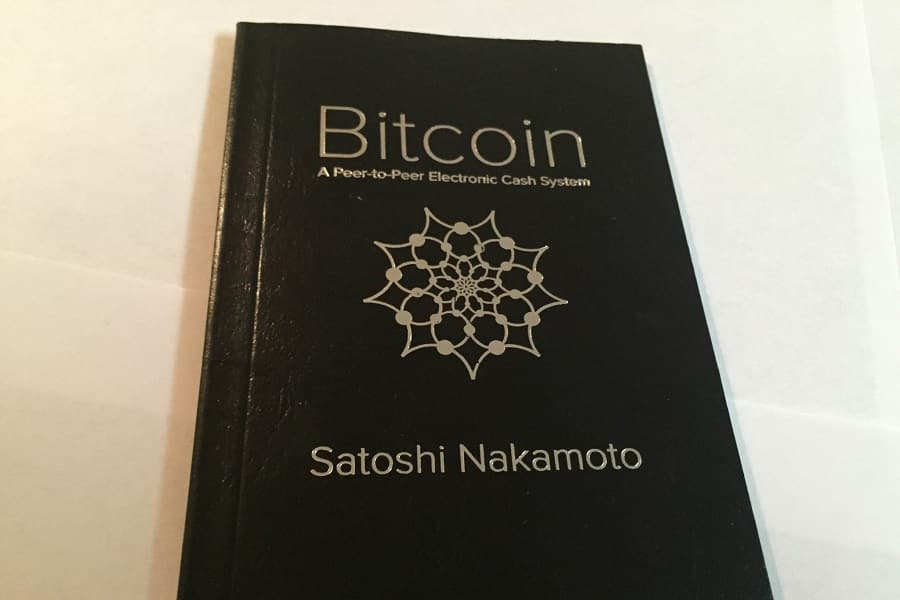 Bitcoin
A Peer-to-Peer Electronic Cash System
Satoshi Nakamoto